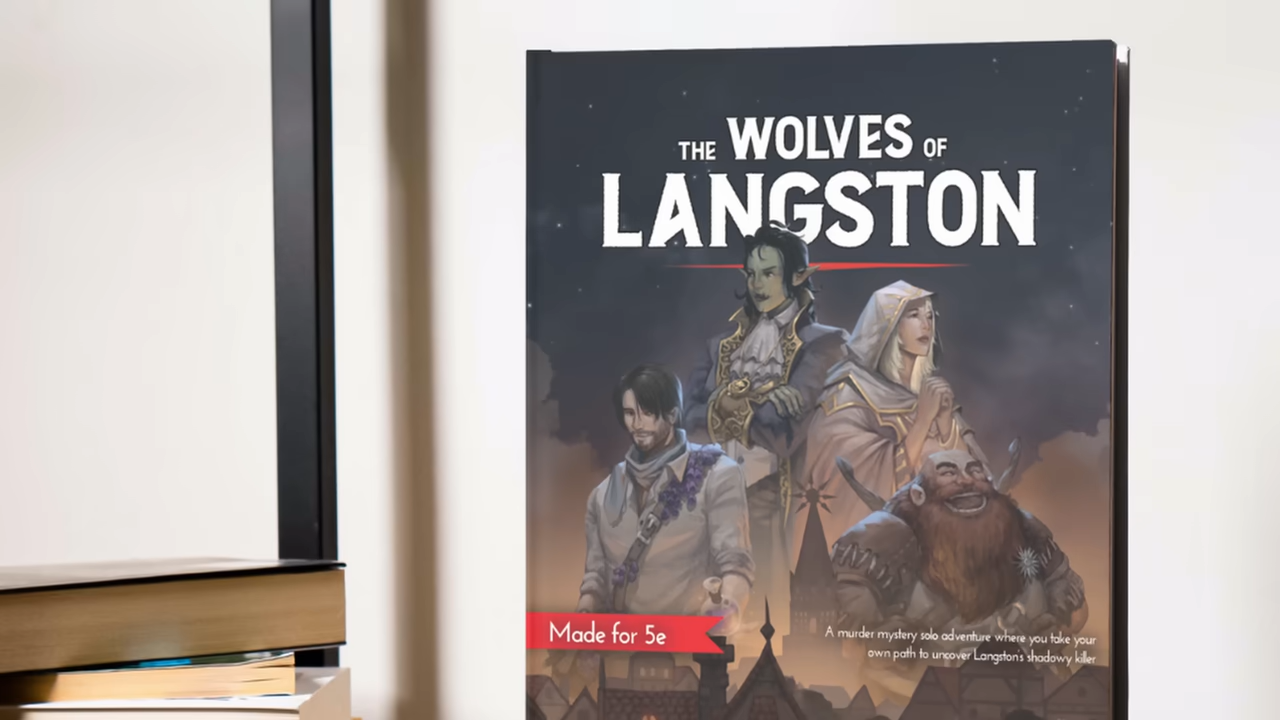 THE WOLVES OF
LANGSTON
Made for 5e
A murder mystery solo adventure where you take your
own path to uncover Langston's shadowy killer